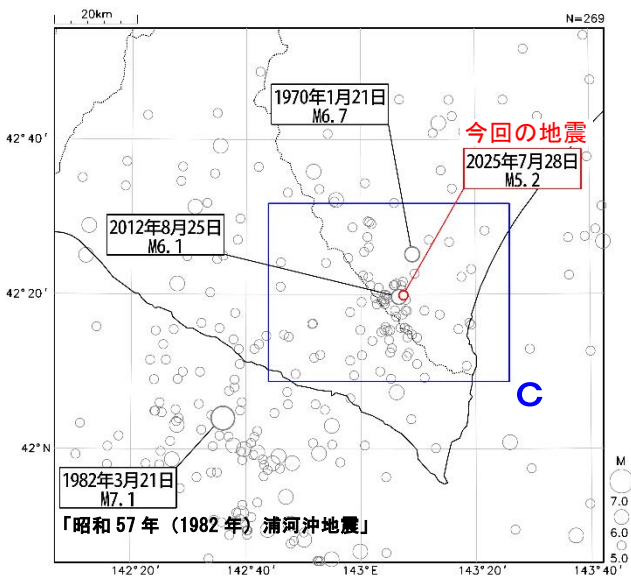 20km
N=269
1970年1月21日
M6.7
42°40′
今回の地震
2025年7月28日
M5.2
2012年8月25日
M6.1
42°20′
C
42°N
1982年3月21日
M7.1
「昭和57年（1982年）浦河沖地震」
M
7.0
6.0
5.0
142°20′
142°40′
143°E
143°20′
143°40′